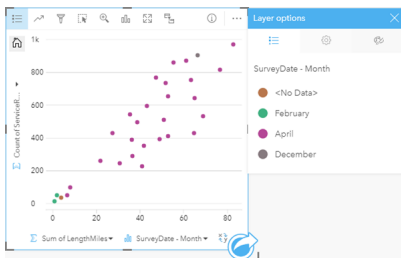 Layer options
1k
800
600
400
200
0
0
20
40
60
80
Count of ServiceR...
Sum of LengthMiles
SurveyDate - Month
SurveyDate - Month
<No Data>
February
April
December